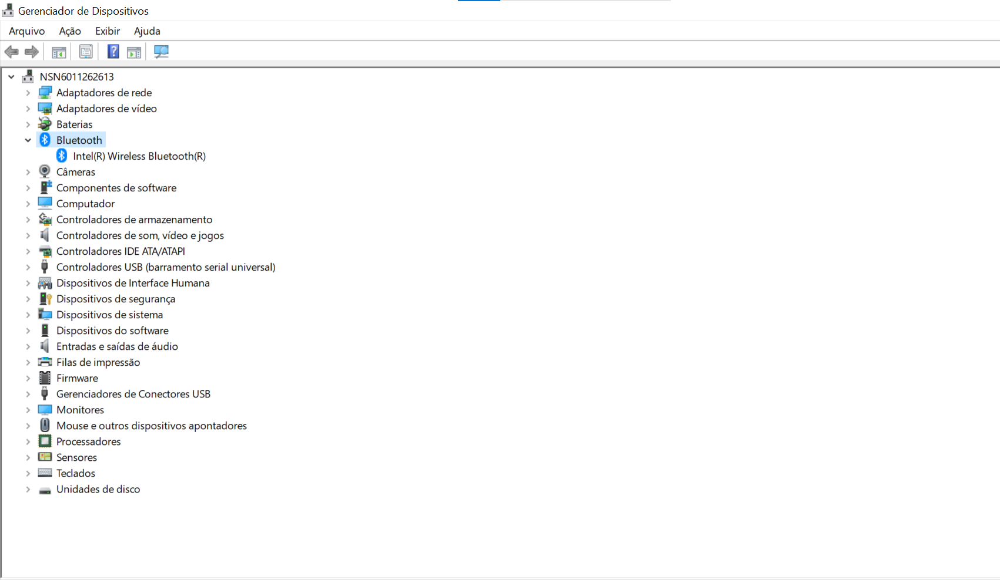 Gerenciador de Dispositivos
Arquivo Ação Exibir Ajuda
NSN6011262613
Adaptadores de rede
Adaptadores de vídeo
Baterias
Bluetooth
Intel(R) Wireless Bluetooth(R)
Câmeras
Componentes de software
Computador
Controladores de armazenamento
Controladores de som, vídeo e jogos
Controladores IDE ATA/ATAPI
Controladores USB (barramento serial universal)
Dispositivos de Interface Humana
Dispositivos de segurança
Dispositivos de sistema
Dispositivos do software
Entradas e saídas de áudio
Filas de impressão
Firmware
Gerenciadores de Conectores USB
Monitores
Mouse e outros dispositivos apontadores
Processadores
Sensores
Teclados
Unidades de disco